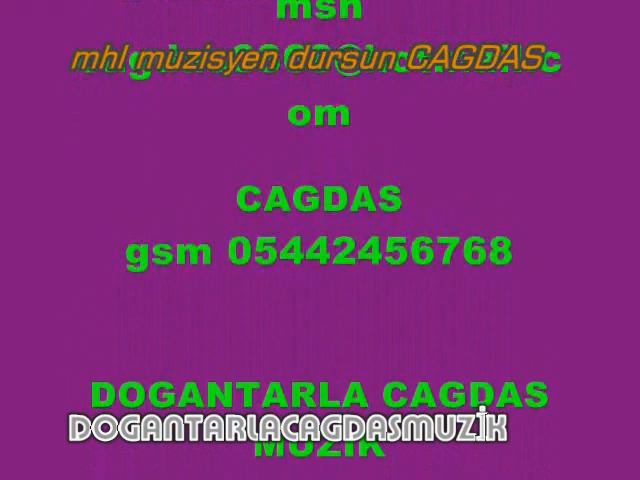 msn
mhl muzisyen dursun CAGDAS
om
CAGDAS
gsm 05442456768
DOGANTARLA CAGDAS
DOGANTARLACAGDASMUZİK
MUZIK